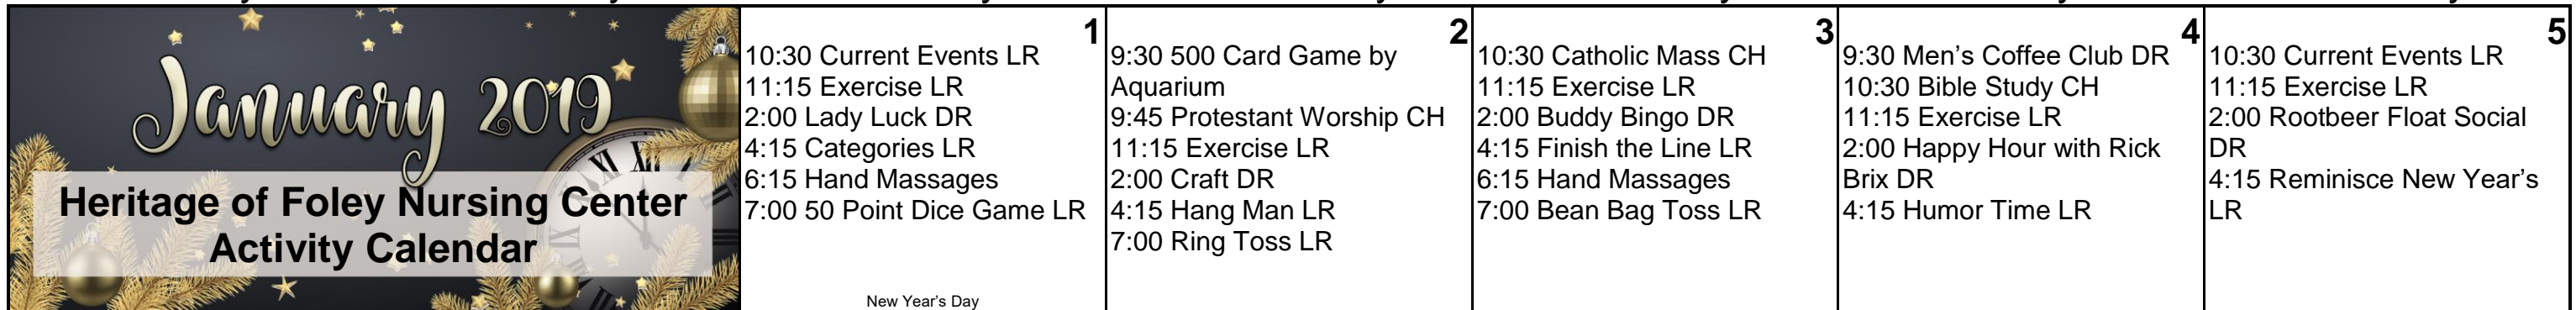 January 2019
Heritage of Foley Nursing Center
Activity Calendar
1
10:30 Current Events LR
11:15 Exercise LR
2:00 Lady Luck DR
4:15 Categories LR
6:15 Hand Massages
7:00 50 Point Dice Game LR
New Year's Day
2
9:30 500 Card Game by
Aquarium
9:45 Protestant Worship CH
11:15 Exercise LR
2:00 Craft DR
4:15 Hang Man LR
7:00 Ring Toss LR
3
10:30 Catholic Mass CH
11:15 Exercise LR
2:00 Buddy Bingo DR
4:15 Finish the Line LR
6:15 Hand Massages
7:00 Bean Bag Toss LR
4
9:30 Men’s Coffee Club DR
10:30 Bible Study CH
11:15 Exercise LR
2:00 Happy Hour with Rick
Brix DR
4:15 Humor Time LR
5
10:30 Current Events LR
11:15 Exercise LR
2:00 Rootbeer Float Social
DR
4:15 Reminisce New Year’s
LR